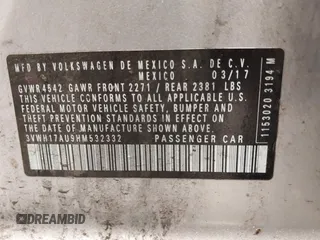 MFD BY VOLKSWAGEN DE MEXICO S.A. DE C.V.
MEXICO 03/17
GVWR 4542 GAWR FRONT 2271 / REAR 2381 LBS
THIS VEHICLE CONFORMS TO ALL APPLICABLE U.S.
FEDERAL MOTOR VEHICLE SAFETY, BUMPER AND
THEFT PREVENTION STANDARDS IN EFFECT ON
THE DATE OF MANUFACTURE SHOWN ABOVE
3VWH17AU9HM532332 PASSENGER CAR
1153020 3194 M